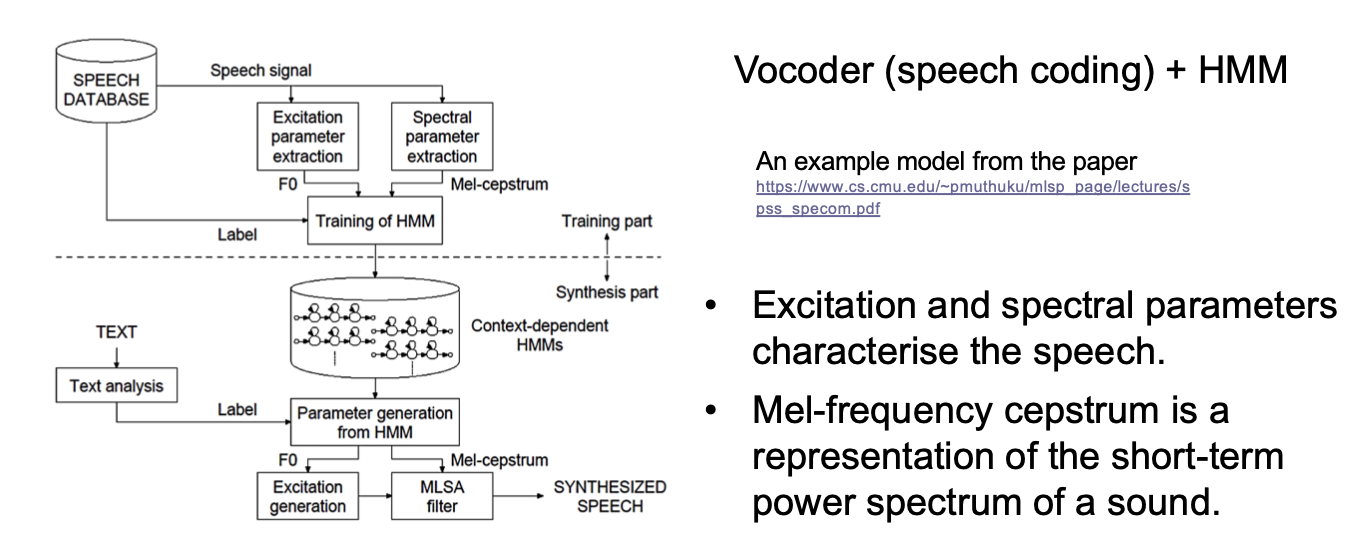 SPEECH
DATABASE
Speech signal
Excitation
parameter
extraction
Spectral
parameter
extraction
F0
Mel-cepstrum
Training of HMM
Label
Training part
Synthesis part
Context-dependent
HMMs
TEXT
Text analysis
Label
Parameter generation
from HMM
F0
Mel-cepstrum
Excitation
generation
MLSA
filter
SYNTHESIZED
SPEECH
Vocoder (speech coding) + HMM
An example model from the paper
https://www.cs.cmu.edu/~pmuthuku/mlsp_page/lectures/s
pss_specom.pdf
• Excitation and spectral parameters
characterise the speech.
• Mel-frequency cepstrum is a
representation of the short-term
power spectrum of a sound.